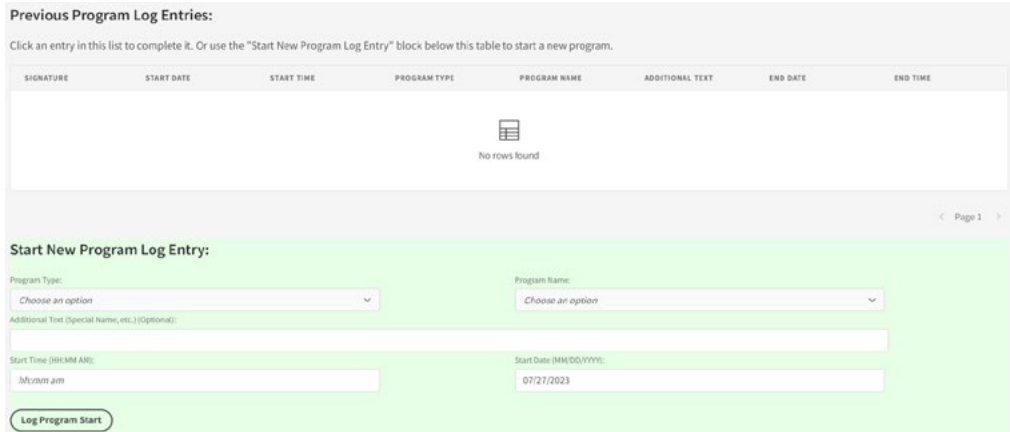 Previous Program Log Entries:
Click an entry in this list to complete it. Or use the "Start New Program Log Entry" block below this table to start a new program.
SIGNATURE START DATE START TIME PROGRAM TYPE PROGRAM NAME ADDITIONAL TEXT END DATE END TIME
No rows found
< Page 1 >
Start New Program Log Entry:
Program Type: Program Name:
Choose an option Choose an option
Additional Text (Special Name, etc.) (Optional):
Start Time (HH:MM AM): Start Date (MM/DD/YYYY):
hh:mm am 07/27/2023
Log Program Start